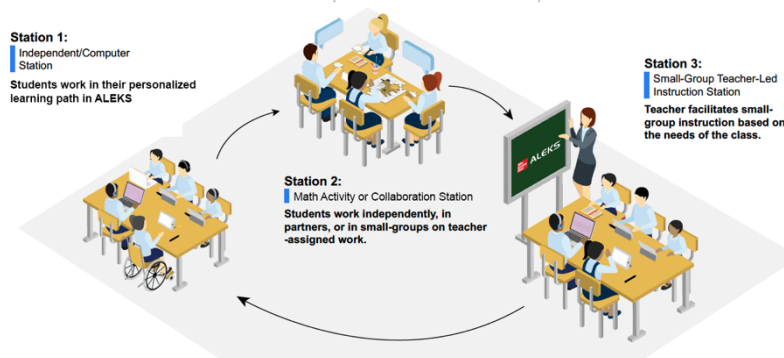 Station 1:
Independent/Computer
Station
Students work in their personalized
learning path in ALEKS
Station 2:
Math Activity or Collaboration Station
Students work independently, in
partners, or in small-groups on teacher
-assigned work.
Station 3:
Small-Group Teacher-Led
Instruction Station
Teacher facilitates small-
group instruction based on
the needs of the class.
ALEKS